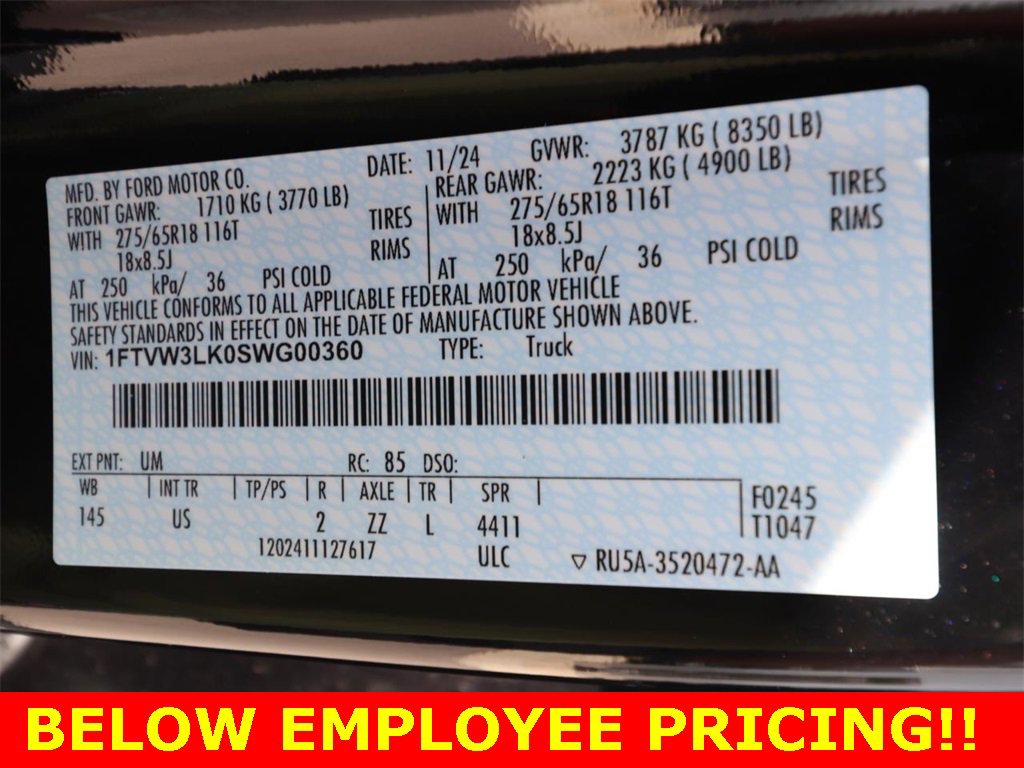 MFD. BY FORD MOTOR CO. DATE: 11/24 GVWR: 3787 KG ( 8350 LB)
FRONT GAWR: 1710 KG ( 3770 LB) REAR GAWR: 2223 KG ( 4900 LB)
WITH 275/65R18 116T TIRES WITH 275/65R18 116T TIRES
18x8.5J RIMS 18x8.5J RIMS
AT 250 kPa/ 36 PSI COLD AT 250 kPa/ 36 PSI COLD
THIS VEHICLE CONFORMS TO ALL APPLICABLE FEDERAL MOTOR VEHICLE
SAFETY STANDARDS IN EFFECT ON THE DATE OF MANUFACTURE SHOWN ABOVE.
VIN: 1FTVW3LK0SWG00360 TYPE: Truck
EXT PNT: UM RC: 85 DSO:
WB INT TR TP/PS R AXLE TR SPR F0245
145 US 2 ZZ L 4411 T1047
1202411127617 ULC ▽ RU5A-3520472-AA
BELOW EMPLOYEE PRICING!!